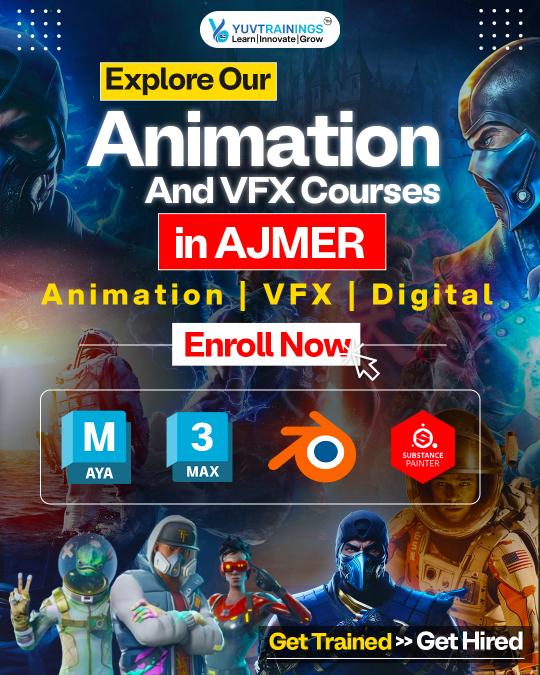 YUVTRAININGS
Learn|Innovate|Grow
Explore Our
Animation
And VFX Courses
in AJMER
Animation | VFX | Digital
Enroll Now
M
AYA
3
MAX
SUBSTANCE
PAINTER
Get Trained >> Get Hired